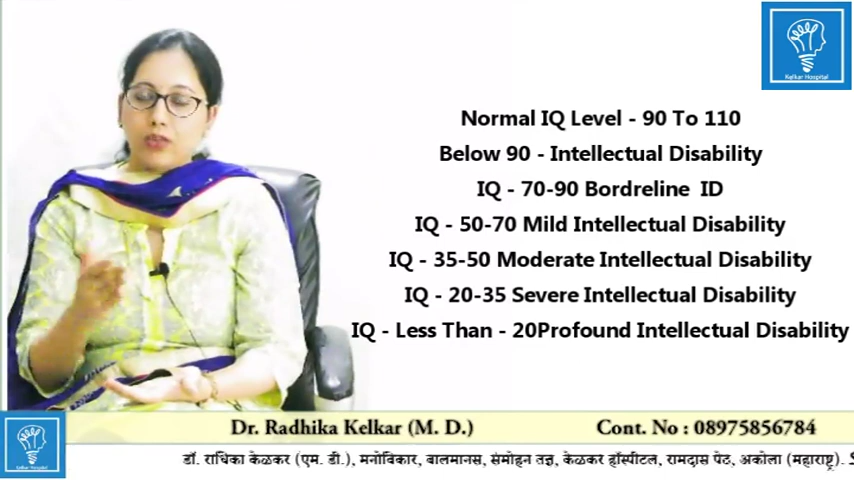 Kelkar Hospital
Normal IQ Level - 90 To 110
Below 90 - Intellectual Disability
IQ - 70-90 Bordreline ID
IQ - 50-70 Mild Intellectual Disability
IQ - 35-50 Moderate Intellectual Disability
IQ - 20-35 Severe Intellectual Disability
IQ - Less Than - 20Profound Intellectual Disability
Dr. Radhika Kelkar (M. D.) Cont. No : 08975856784
Kelkar Hospital
डॉ. राधिका केळकर (एम. डी.), मनोविकार, बालमानस, संमोहन तज्ञ, केळकर हॉस्पीटल, रामदास पेठ, अकोला (महाराष्ट्र).